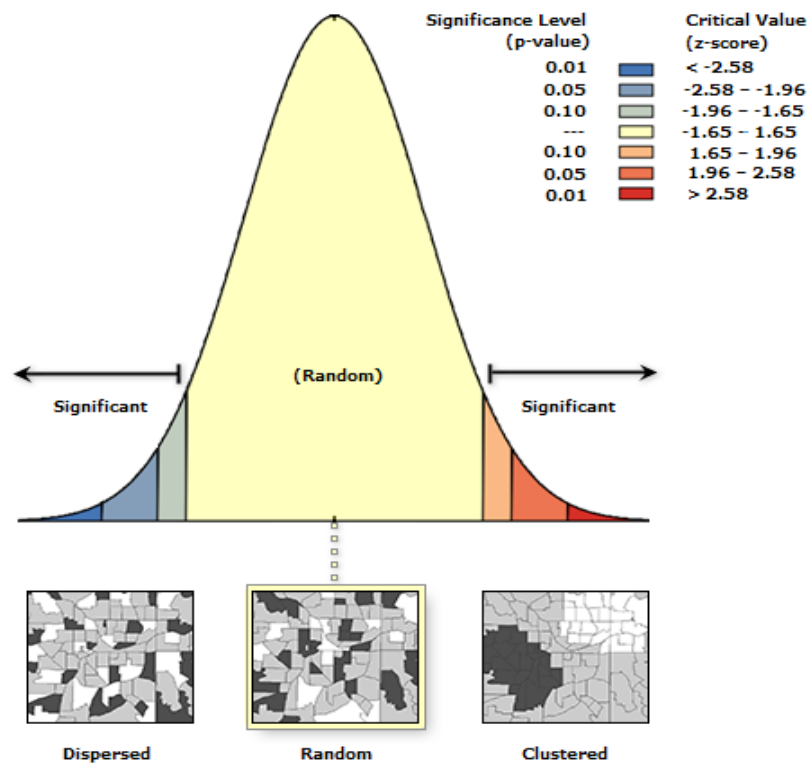 Significance Level Critical Value
(p-value) (z-score)
0.01 < -2.58
0.05 -2.58 – -1.96
0.10 -1.96 – -1.65
--- -1.65 – 1.65
0.10 1.65 – 1.96
0.05 1.96 – 2.58
0.01 > 2.58
(Random)
Significant Significant
Dispersed Random Clustered